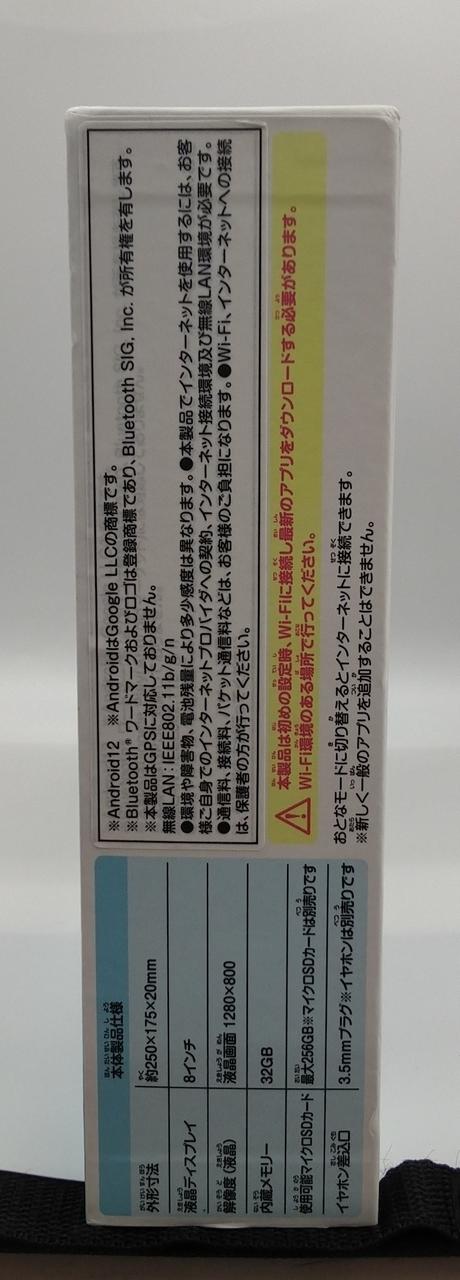 本体製品仕様
外形寸法 約250×175×20mm
液晶ディスプレイ 8インチ
解像度(液晶) 液晶画面 1280×800
内蔵メモリー 32GB
使用可能マイクロSDカード 最大256GB※マイクロSDカードは別売りです
イヤホン差込口 3.5mmプラグ※イヤホンは別売りです
※Android12 ※AndroidはGoogle LLCの商標です。
※Bluetooth® ワードマークおよびロゴは登録商標であり、Bluetooth SIG, Inc. が所有権を有します。
※本製品はGPSに対応しておりません。
無線LAN:IEEE802.11b/g/n
●環境や障害物、電池残量により多少感度は異なります。●本製品でインターネットを使用するには、お客
様ご自身でのインターネットプロバイダへの契約、インターネット接続環境及び無線LAN環境が必要です。
●通信料、接続料、パケット通信料などは、お客様のご負担になります。●Wi-Fi、インターネットへの接続
は、保護者の方が行ってください。
本製品は初めの設定時、Wi-Fiに接続し最新のアプリをダウンロードする必要があります。
Wi-Fi環境のある場所で行ってください。
おとなモードに切り替えるとインターネットに接続できます。
※新しく一般のアプリを追加することはできません。